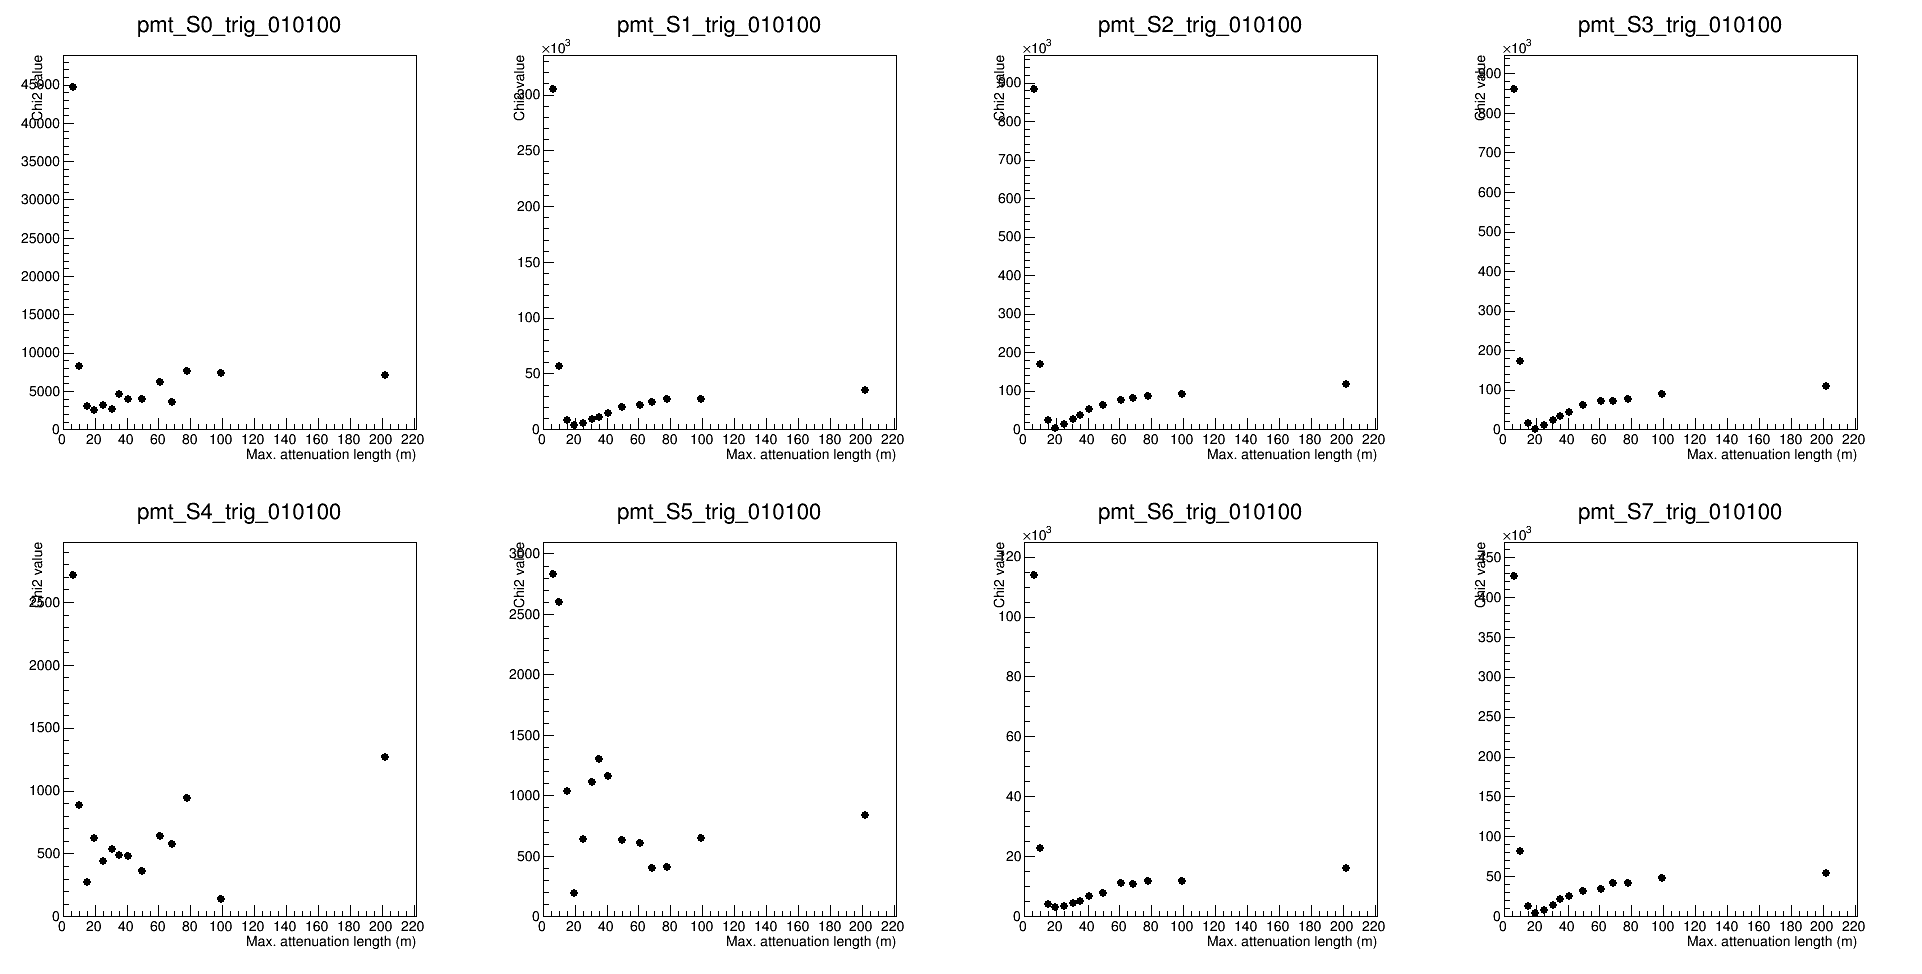 pmt_S0_trig_010100
Chi2 value
45000
40000
35000
30000
25000
20000
15000
10000
5000
0
0 20 40 60 80 100 120 140 160 180 200 220
Max. attenuation length (m)
pmt_S1_trig_010100
×10³
Chi2 value
300
250
200
150
100
50
0
0 20 40 60 80 100 120 140 160 180 200 220
Max. attenuation length (m)
pmt_S2_trig_010100
×10³
Chi2 value
900
800
700
600
500
400
300
200
100
0
0 20 40 60 80 100 120 140 160 180 200 220
Max. attenuation length (m)
pmt_S3_trig_010100
×10³
Chi2 value
900
800
700
600
500
400
300
200
100
0
0 20 40 60 80 100 120 140 160 180 200 220
Max. attenuation length (m)
pmt_S4_trig_010100
Chi2 value
2500
2000
1500
1000
500
0
0 20 40 60 80 100 120 140 160 180 200 220
Max. attenuation length (m)
pmt_S5_trig_010100
Chi2 value
3000
2500
2000
1500
1000
500
0
0 20 40 60 80 100 120 140 160 180 200 220
Max. attenuation length (m)
pmt_S6_trig_010100
×10³
Chi2 value
120
100
80
60
40
20
0
0 20 40 60 80 100 120 140 160 180 200 220
Max. attenuation length (m)
pmt_S7_trig_010100
×10³
Chi2 value
450
400
350
300
250
200
150
100
50
0
0 20 40 60 80 100 120 140 160 180 200 220
Max. attenuation length (m)